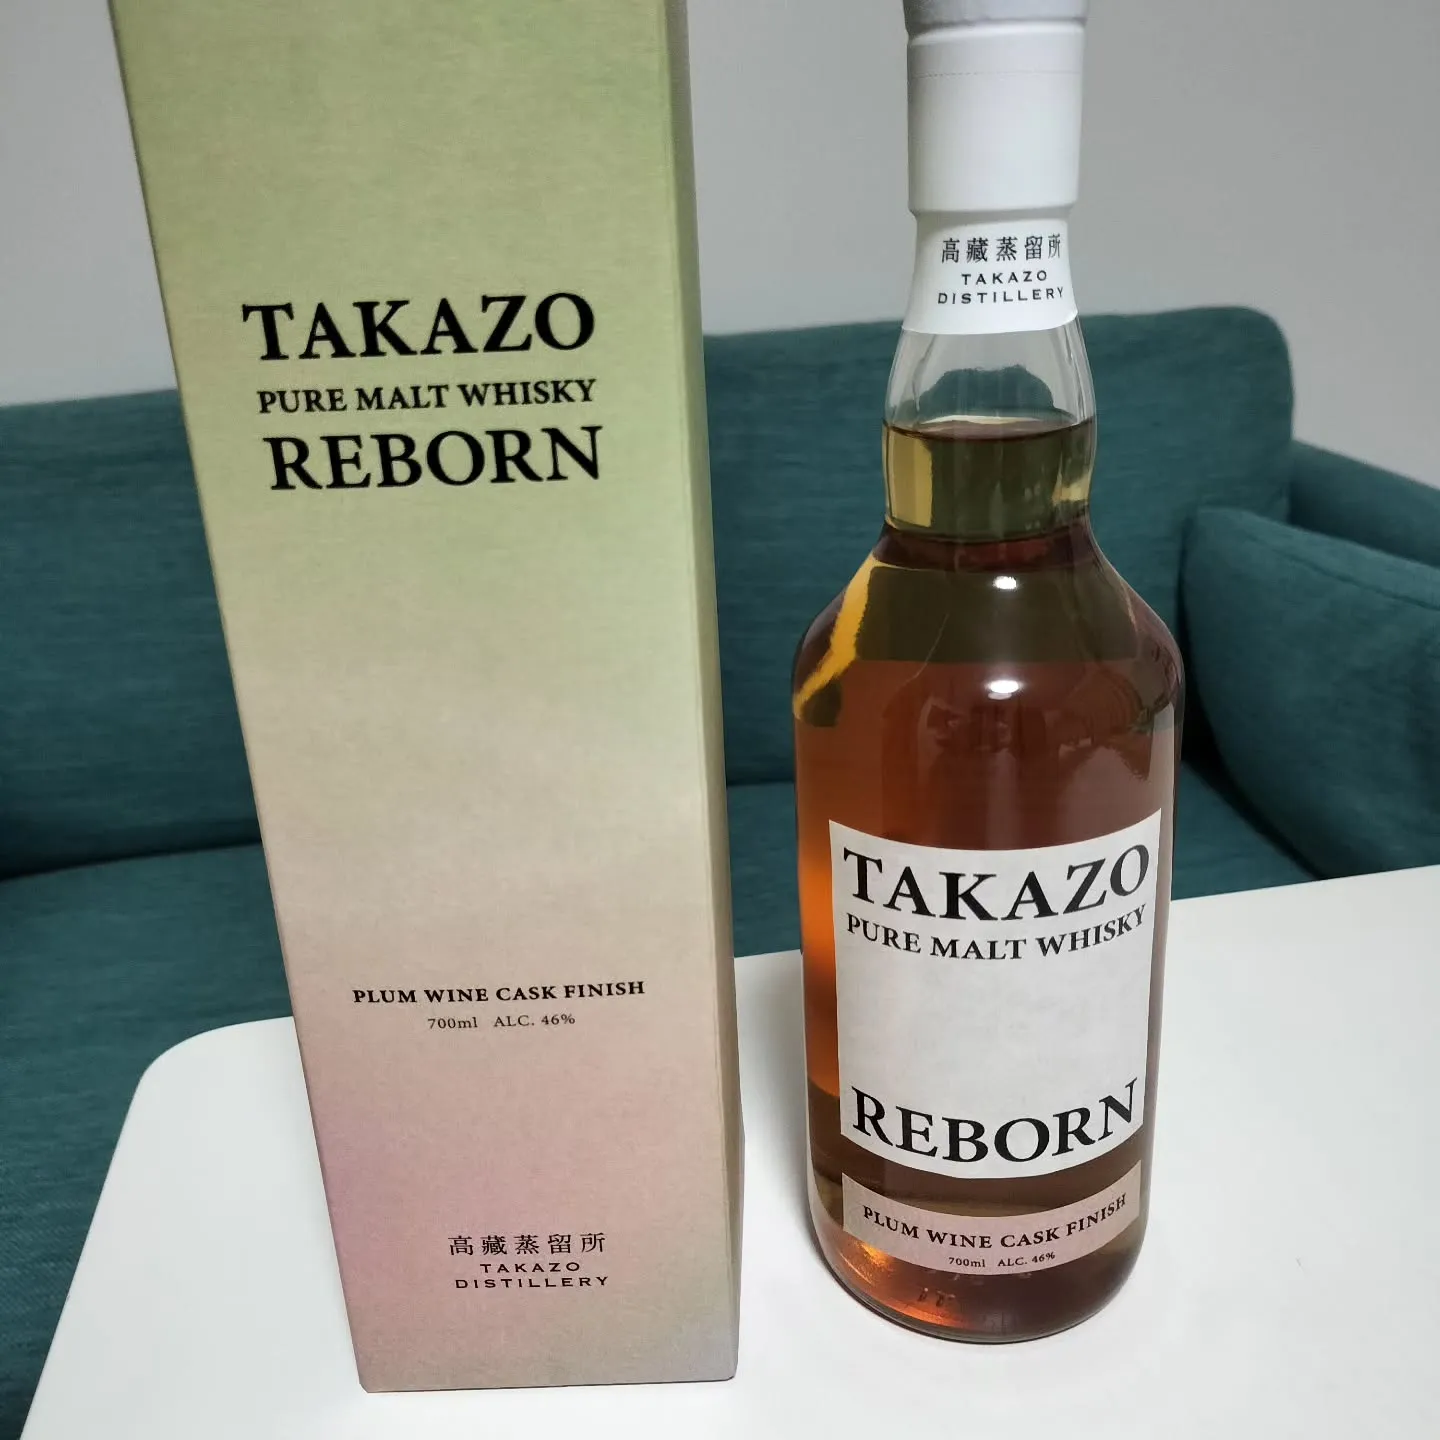 TAKAZO
PURE MALT WHISKY
REBORN
PLUM WINE CASK FINISH
700ml ALC. 46%
高藏蒸留所
TAKAZO
DISTILLERY
高藏蒸留所
TAKAZO
DISTILLERY
TAKAZO
PURE MALT WHISKY
REBORN
PLUM WINE CASK FINISH
700ml ALC. 46%